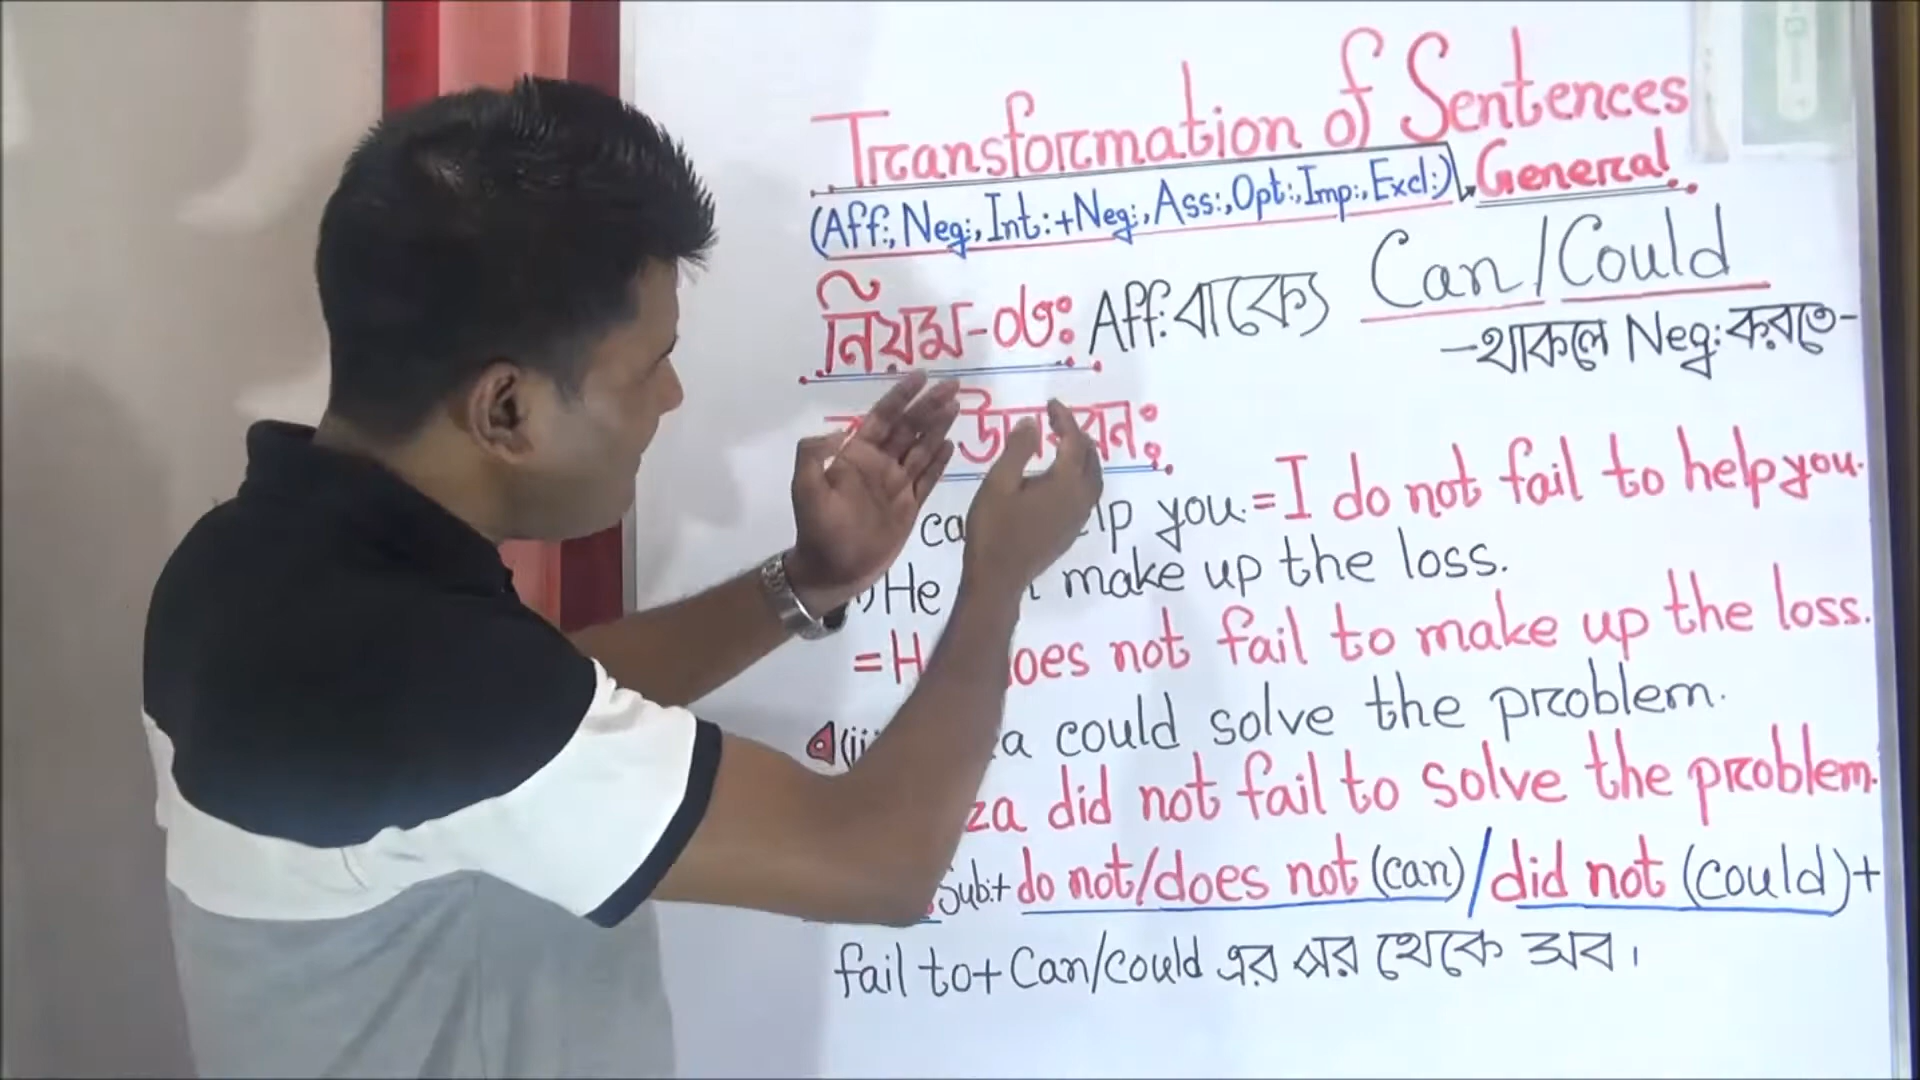 Transformation of Sentences
(Aff:, Neg:, Int:+Neg:, Ass:, Opt:, Imp:, Excl:) General
নিয়ম-০৬ঃ Aff: বাক্যে Can/Could
-থাকলে Neg: করতে-
you. = I do not fail to help you.
He make up the loss.
= not fail to make up the loss.
could solve the problem.
did not fail to solve the problem.
Sub:+ do not/does not (can)/did not (could)+
fail to+ Can/could এর পর থেকে সব।